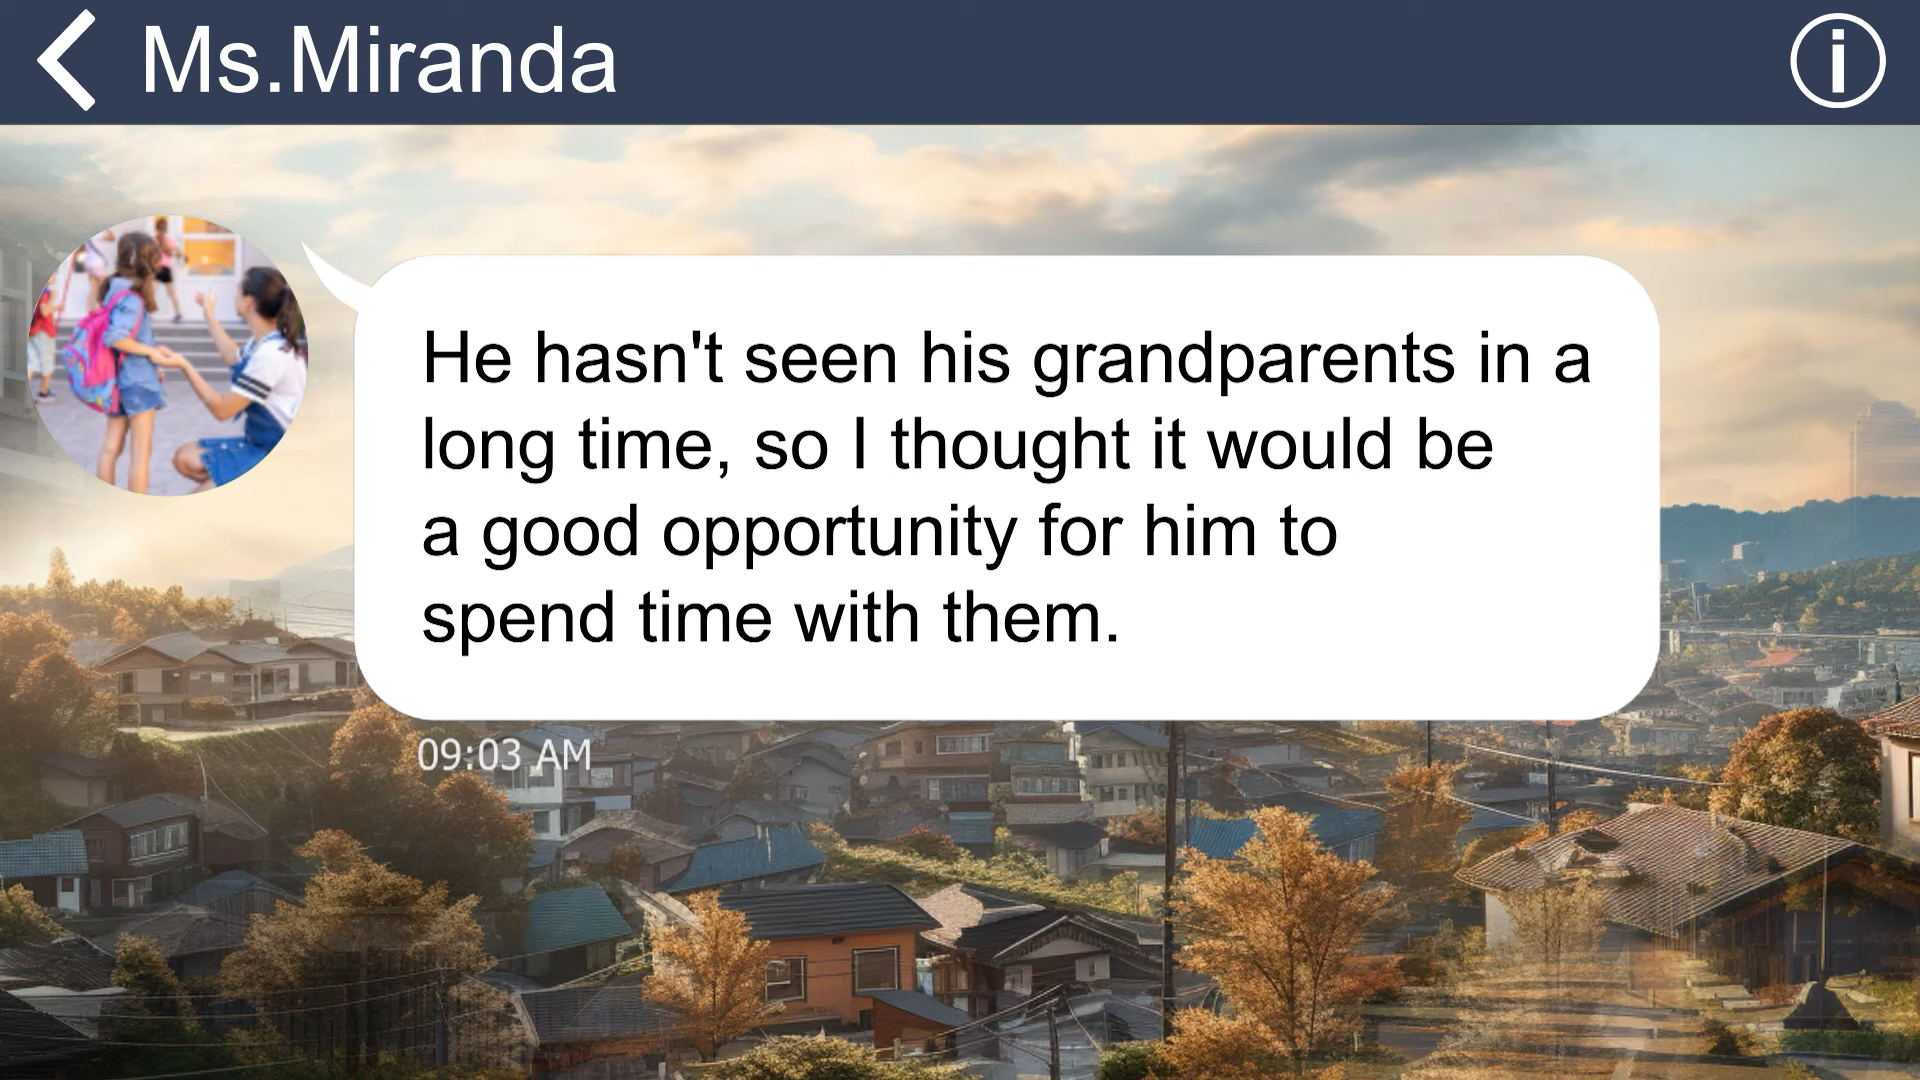 Ms.Miranda
He hasn't seen his grandparents in a
long time, so I thought it would be
a good opportunity for him to
spend time with them.
09:03 AM